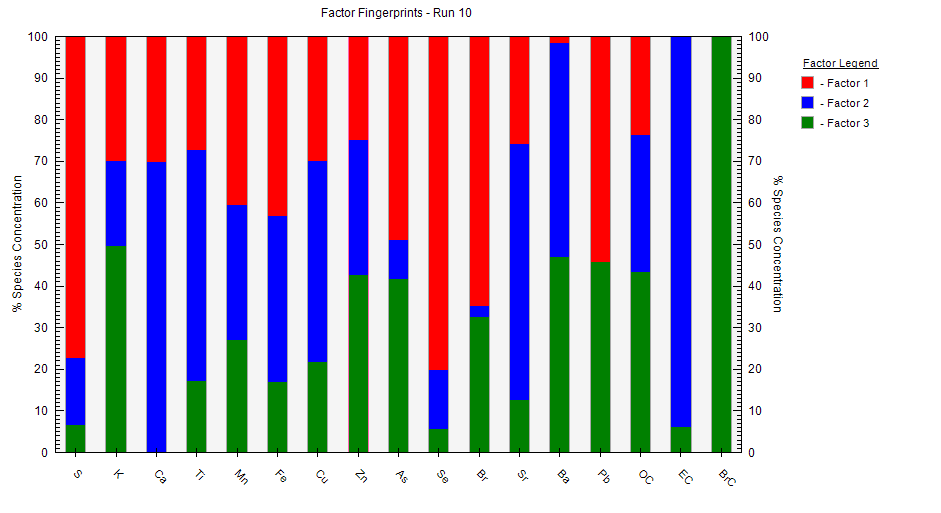 Factor Fingerprints - Run 10
100
90
80
70
60
50
40
30
20
10
0
% Species Concentration
S
K
Ca
Ti
Mn
Fe
Cu
Zn
As
Se
Br
Sr
Ba
Pb
OC
EC
BrC
100
90
80
70
60
50
40
30
20
10
0
% Species Concentration
Factor Legend
- Factor 1
- Factor 2
- Factor 3